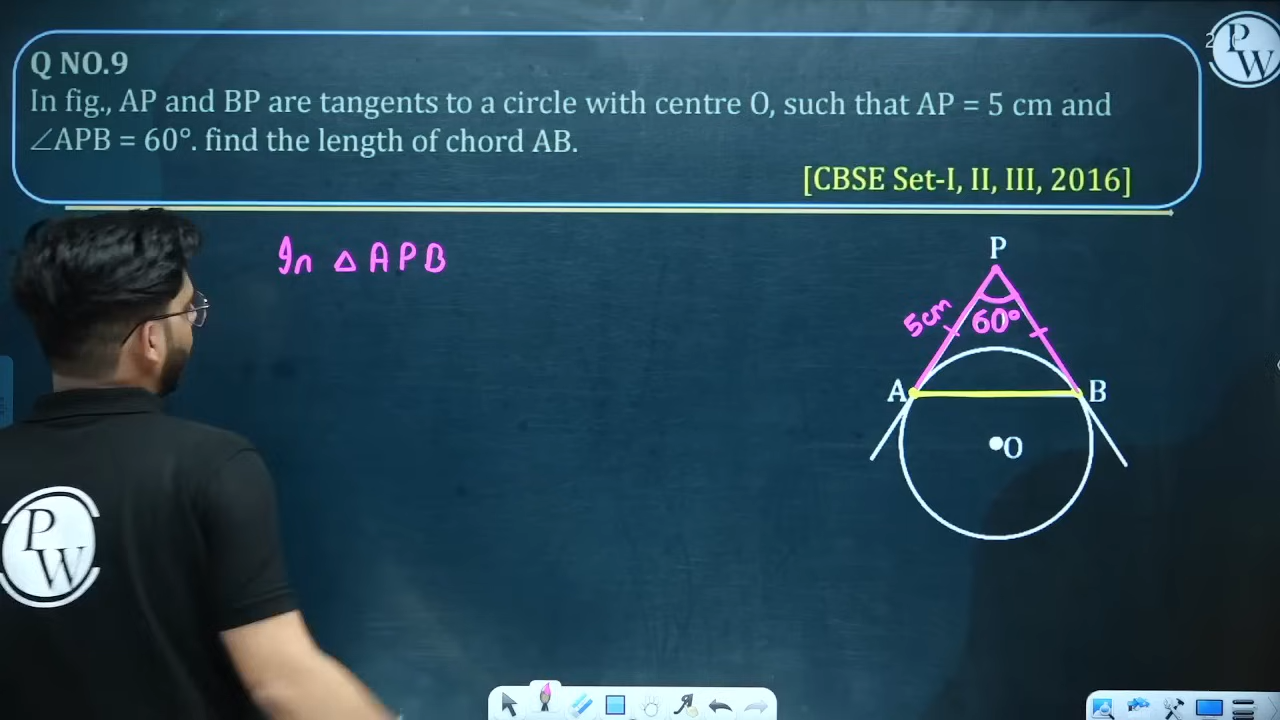 Q NO.9
In fig., AP and BP are tangents to a circle with centre O, such that AP = 5 cm and
∠APB = 60°. find the length of chord AB.
[CBSE Set-I, II, III, 2016]
In △ APB
P
5cm
60°
A
B
O
PW
PW